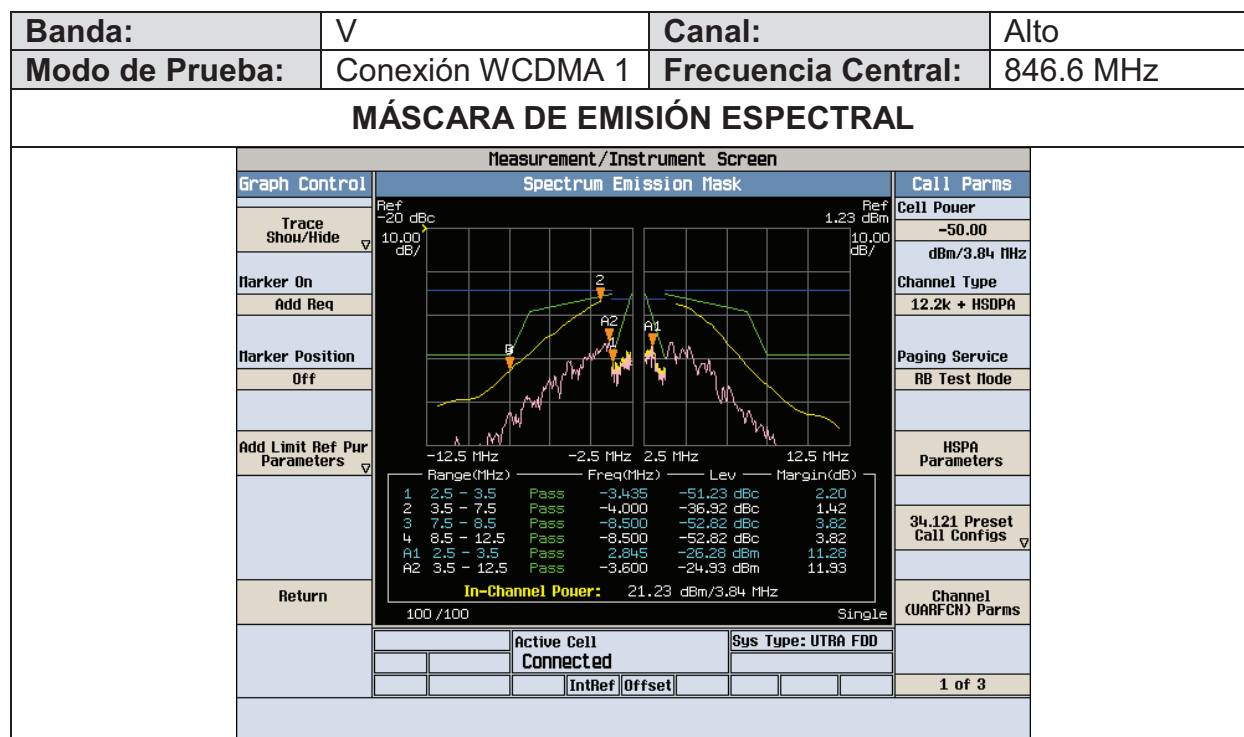 Banda: V Canal: Alto
Modo de Prueba: Conexión WCDMA 1 Frecuencia Central: 846.6 MHz
MÁSCARA DE EMISIÓN ESPECTRAL
Measurement/Instrument Screen
Graph Control
Spectrum Emission Mask
Call Parms
Trace
Show/Hide
Marker On
Add Req
Marker Position
Off
Add Limit Ref Pwr
Parameters
Return
Ref
-20 dBc
10.00
dB/
Ref
1.23 dBm
10.00
dB/
2
A2
1
A1
-12.5 MHz -2.5 MHz 2.5 MHz 12.5 MHz
Range(MHz) Freq(MHz) Lev Margin(dB)
1 2.5 - 3.5 Pass -3.435 -51.23 dBc 2.20
2 3.5 - 7.5 Pass -4.000 -36.92 dBc 1.42
3 7.5 - 8.5 Pass -8.500 -52.82 dBc 3.82
4 8.5 - 12.5 Pass -8.500 -52.82 dBc 3.82
A1 2.5 - 3.5 Pass 2.845 -26.28 dBm 11.28
A2 3.5 - 12.5 Pass -3.600 -24.93 dBm 11.93
In-Channel Power: 21.23 dBm/3.84 MHz
100/100 Single
Active Cell
Connected
Sys Type: UTRA FDD
IntRef Offset
Cell Power
-50.00
dBm/3.84 MHz
Channel Type
12.2k + HSDPA
Paging Service
RB Test Mode
HSPA
Parameters
34.121 Preset
Call Configs
Channel
(UARFCN) Parms
1 of 3